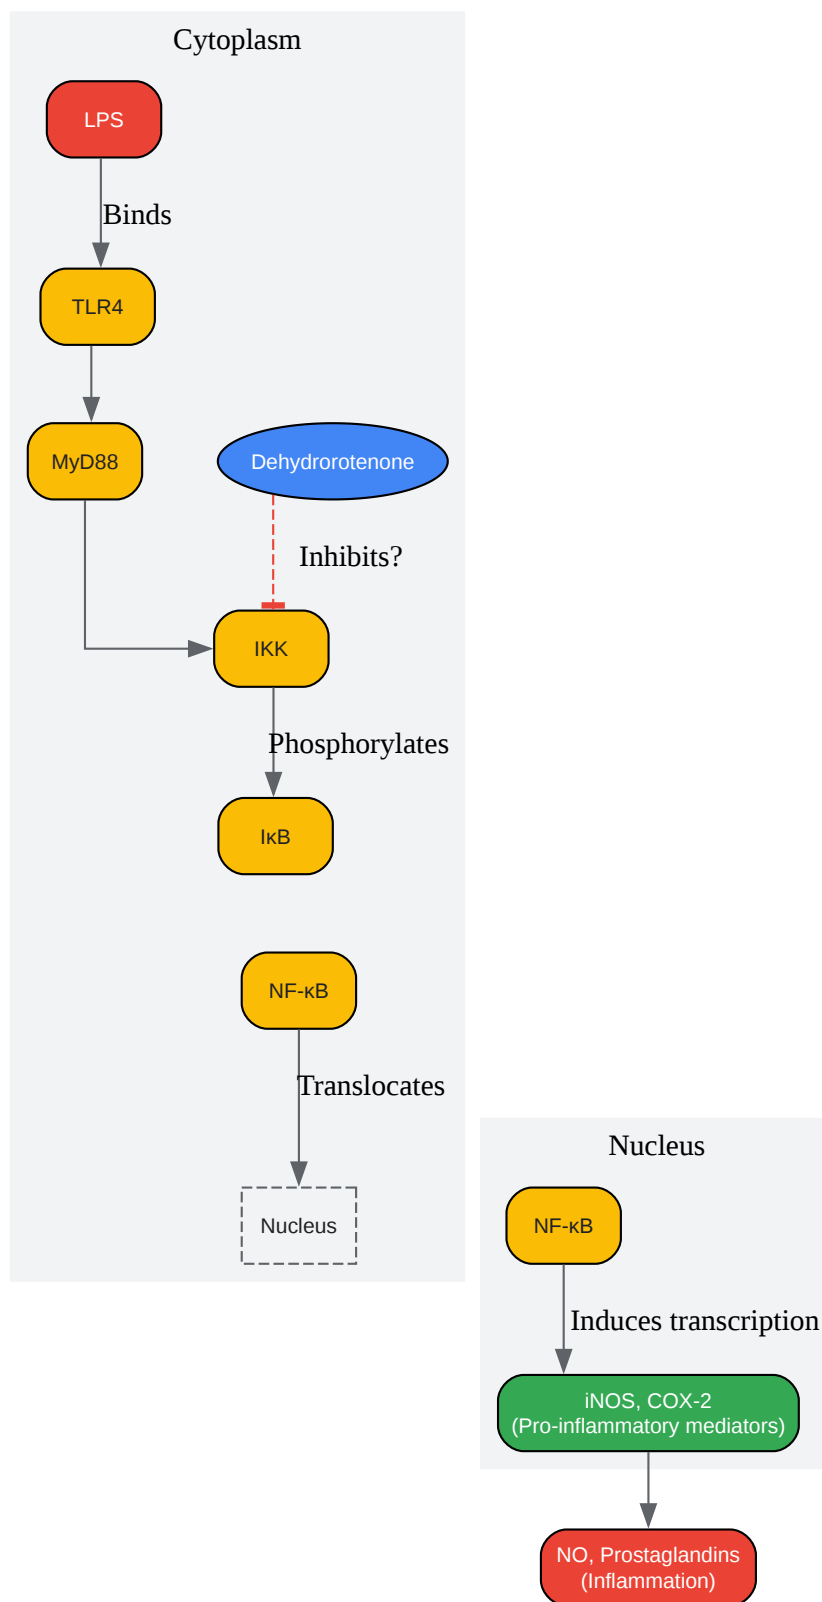 Cytoplasm
LPS
Binds
TLR4
MyD88
Dehydrorotenone
Inhibits?
IKK
Phosphorylates
IκB
NF-κB
Translocates
Nucleus
Nucleus
NF-κB
Induces transcription
iNOS, COX-2
(Pro-inflammatory mediators)
NO, Prostaglandins
(Inflammation)